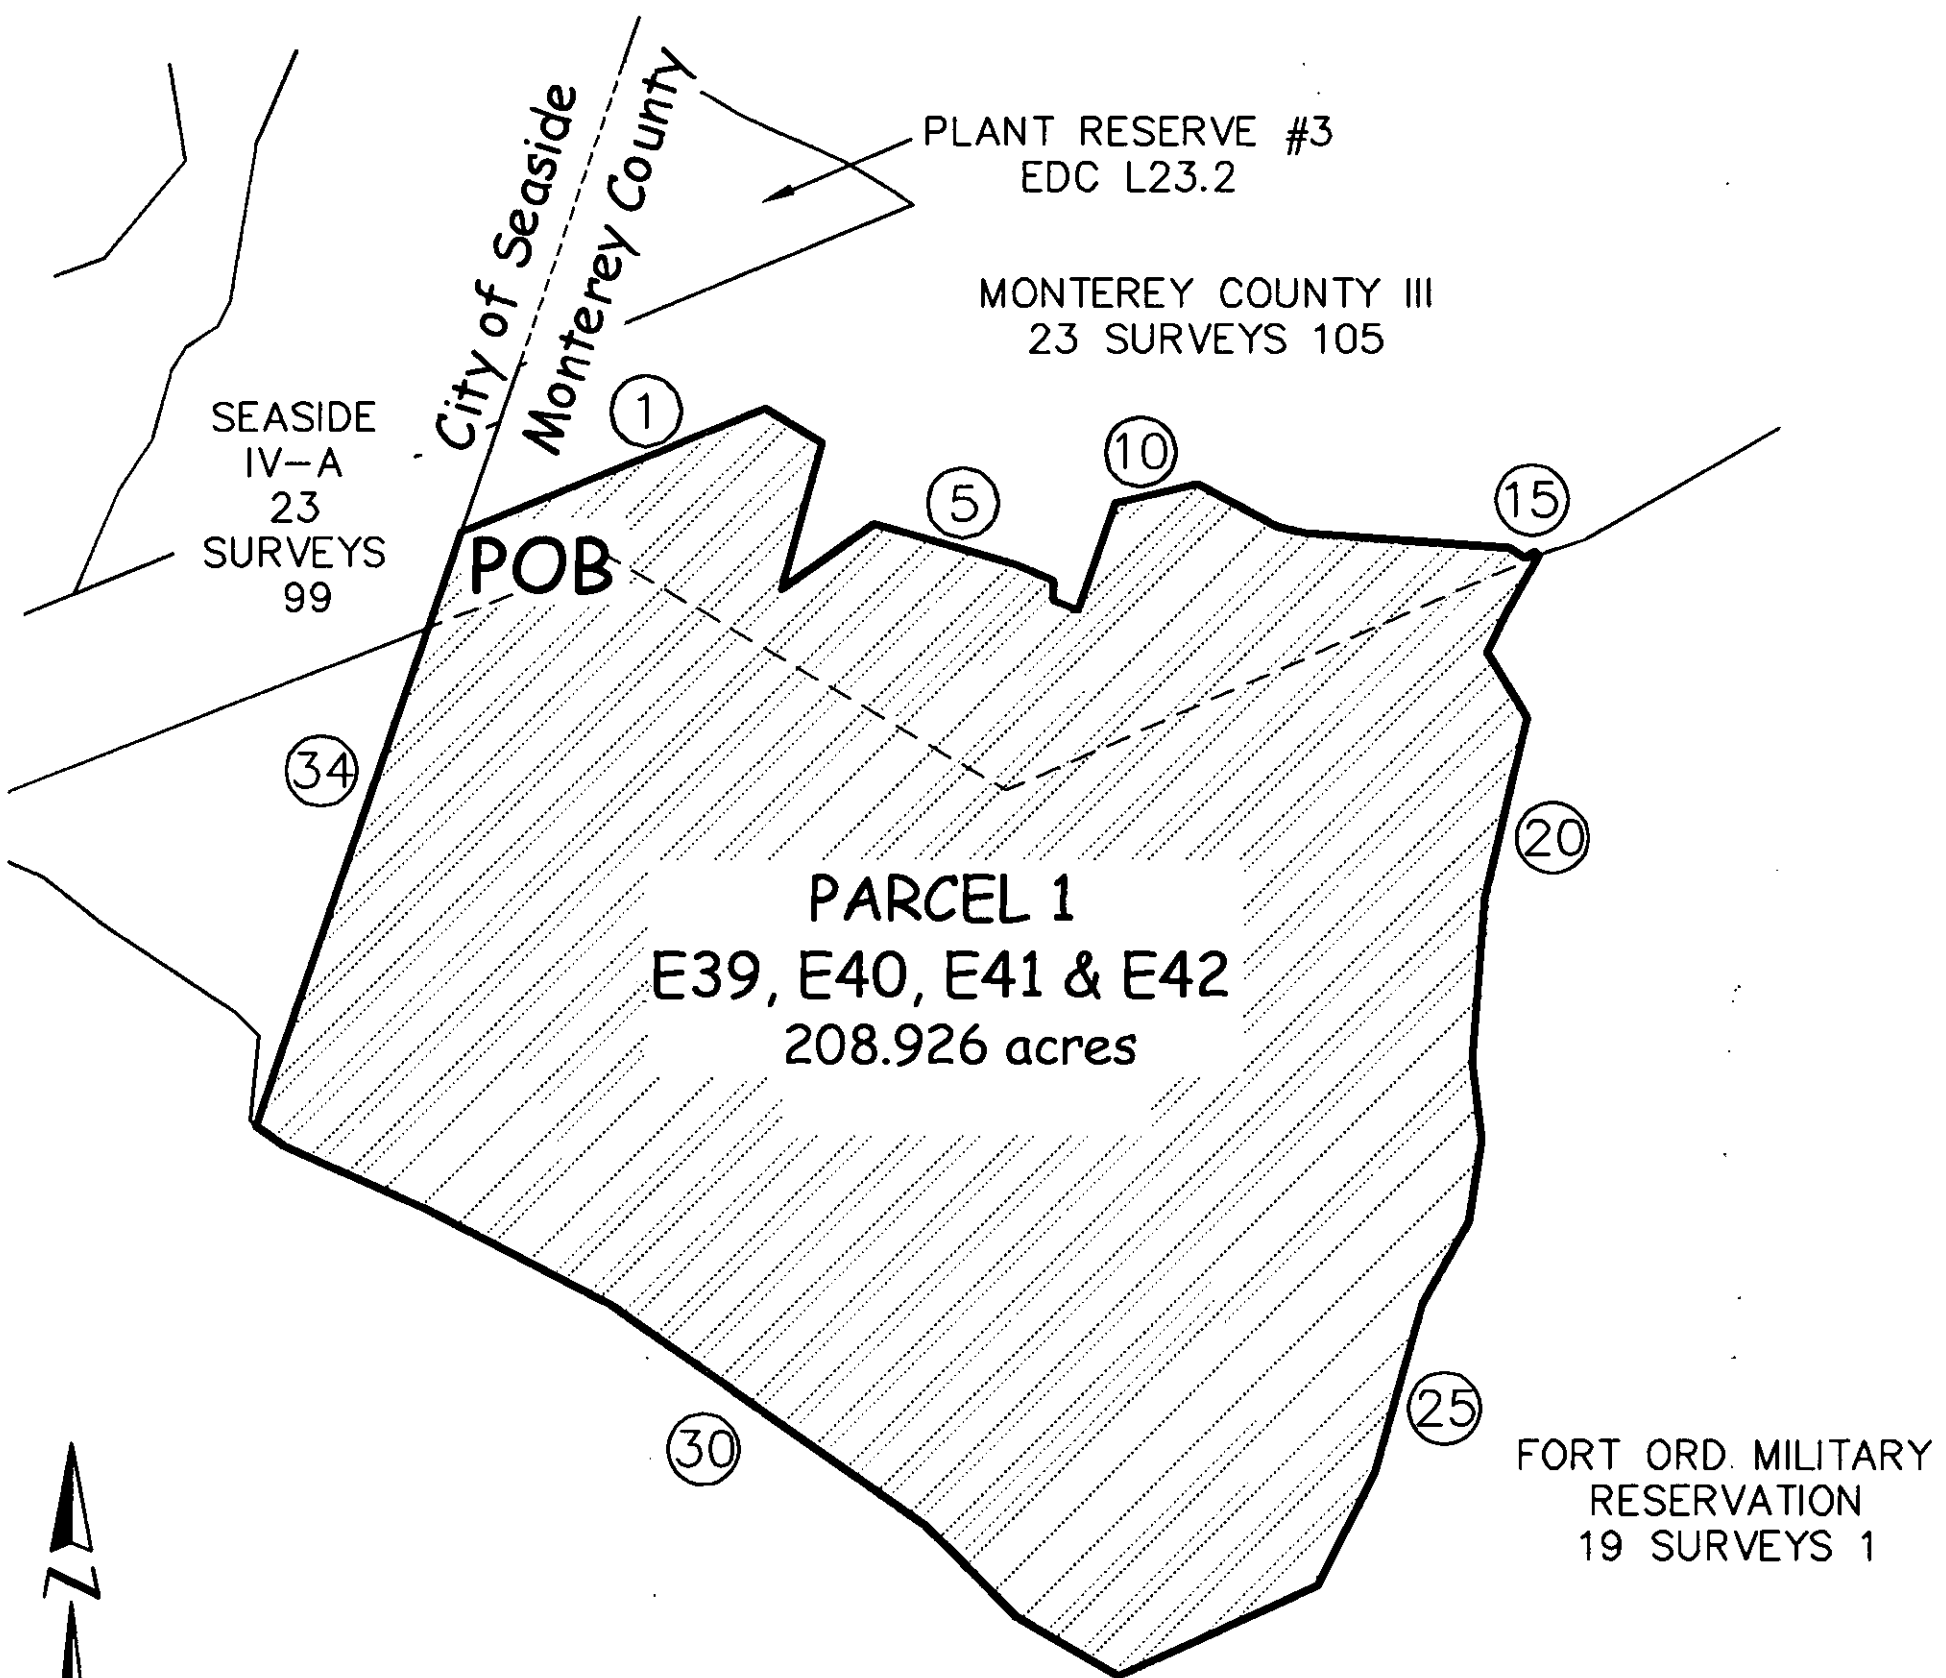 City of Seaside
Monterey County
PLANT RESERVE #3
EDC L23.2
MONTEREY COUNTY III
23 SURVEYS 105
SEASIDE
IV-A
23
SURVEYS
99
1
5
10
15
POB
34
20
PARCEL 1
E39, E40, E41 & E42
208.926 acres
25
30
FORT ORD MILITARY
RESERVATION
19 SURVEYS 1
N